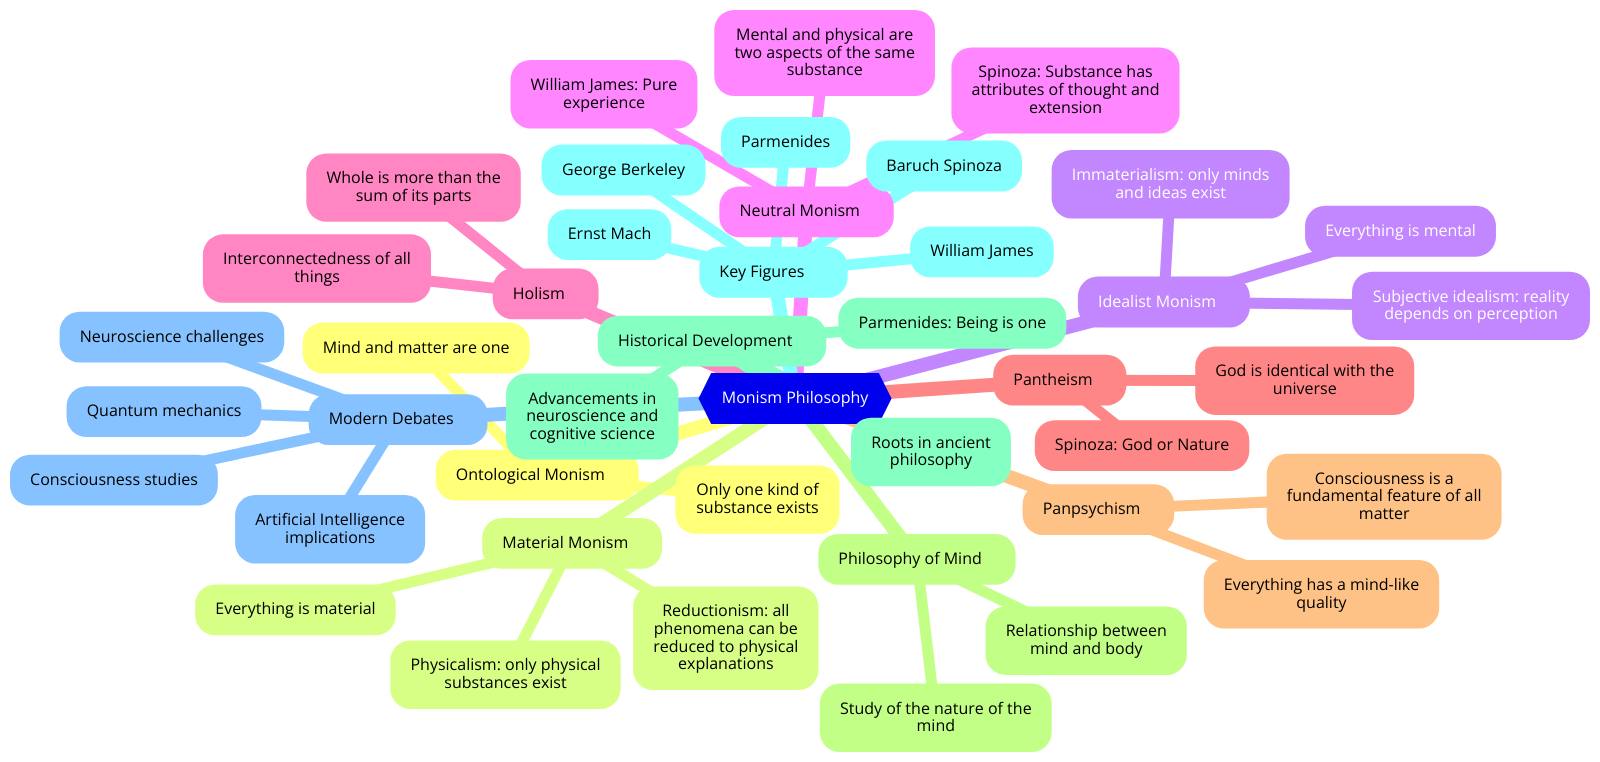 Mental and physical are
two aspects of the same
substance
Spinoza: Substance has
attributes of thought and
extension
William James: Pure
experience
Parmenides
George Berkeley
Baruch Spinoza
Whole is more than the
sum of its parts
Immaterialism: only minds
and ideas exist
Neutral Monism
Ernst Mach
Everything is mental
William James
Interconnectedness of all
things
Key Figures
Holism
Idealist Monism
Subjective idealism: reality
depends on perception
Neuroscience challenges
Mind and matter are one
Historical Development
Parmenides: Being is one
Pantheism
God is identical with the
universe
Monism Philosophy
Quantum mechanics
Modern Debates
Advancements in
neuroscience and
cognitive science
Roots in ancient
philosophy
Spinoza: God or Nature
Consciousness studies
Ontological Monism
Only one kind of
substance exists
Panpsychism
Consciousness is a
fundamental feature of all
matter
Artificial Intelligence
implications
Material Monism
Philosophy of Mind
Everything has a mind-like
quality
Everything is material
Reductionism: all
phenomena can be
reduced to physical
explanations
Relationship between
mind and body
Physicalism: only physical
substances exist
Study of the nature of the
mind